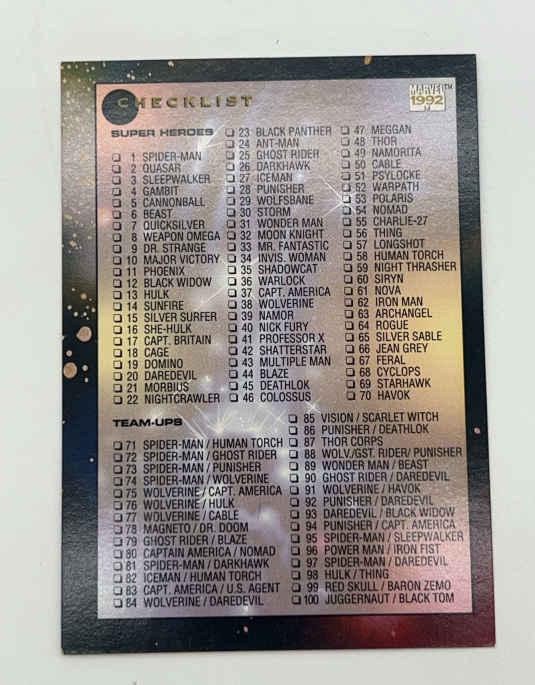 CHECKLIST
MARVEL™
1992
SUPER HEROES
1 SPIDER-MAN
2 QUASAR
3 SLEEPWALKER
4 GAMBIT
5 CANNONBALL
6 BEAST
7 QUICKSILVER
8 WEAPON OMEGA
9 DR. STRANGE
10 MAJOR VICTORY
11 PHOENIX
12 BLACK WIDOW
13 HULK
14 SUNFIRE
15 SILVER SURFER
16 SHE-HULK
17 CAPT. BRITAIN
18 CAGE
19 DOMINO
20 DAREDEVIL
21 MORBIUS
22 NIGHTCRAWLER
23 BLACK PANTHER
24 ANT-MAN
25 GHOST RIDER
26 DARKHAWK
27 ICEMAN
28 PUNISHER
29 WOLFSBANE
30 STORM
31 WONDER MAN
32 MOON KNIGHT
33 MR. FANTASTIC
34 INVIS. WOMAN
35 SHADOWCAT
36 WARLOCK
37 CAPT. AMERICA
38 WOLVERINE
39 NAMOR
40 NICK FURY
41 PROFESSOR X
42 SHATTERSTAR
43 MULTIPLE MAN
44 BLAZE
45 DEATHLOK
46 COLOSSUS
47 MEGGAN
48 THOR
49 NAMORITA
50 CABLE
51 PSYLOCKE
52 WARPATH
53 POLARIS
54 NOMAD
55 CHARLIE-27
56 THING
57 LONGSHOT
58 HUMAN TORCH
59 NIGHT THRASHER
60 SIRYN
61 NOVA
62 IRON MAN
63 ARCHANGEL
64 ROGUE
65 SILVER SABLE
66 JEAN GREY
67 FERAL
68 CYCLOPS
69 STARHAWK
70 HAVOK
TEAM-UPS
71 SPIDER-MAN / HUMAN TORCH
72 SPIDER-MAN / GHOST RIDER
73 SPIDER-MAN / PUNISHER
74 SPIDER-MAN / WOLVERINE
75 WOLVERINE / CAPT. AMERICA
76 WOLVERINE / HULK
77 WOLVERINE / CABLE
78 MAGNETO / DR. DOOM
79 GHOST RIDER / BLAZE
80 CAPTAIN AMERICA / NOMAD
81 SPIDER-MAN / DARKHAWK
82 ICEMAN / HUMAN TORCH
83 CAPT. AMERICA / U.S. AGENT
84 WOLVERINE / DAREDEVIL
85 VISION / SCARLET WITCH
86 PUNISHER / DEATHLOK
87 THOR CORPS
88 WOLV./GST. RIDER/ PUNISHER
89 WONDER MAN / BEAST
90 GHOST RIDER / DAREDEVIL
91 WOLVERINE / HAVOK
92 PUNISHER / DAREDEVIL
93 DAREDEVIL / BLACK WIDOW
94 PUNISHER / CAPT. AMERICA
95 SPIDER-MAN / SLEEPWALKER
96 POWER MAN / IRON FIST
97 SPIDER-MAN / DAREDEVIL
98 HULK / THING
99 RED SKULL / BARON ZEMO
100 JUGGERNAUT / BLACK TOM